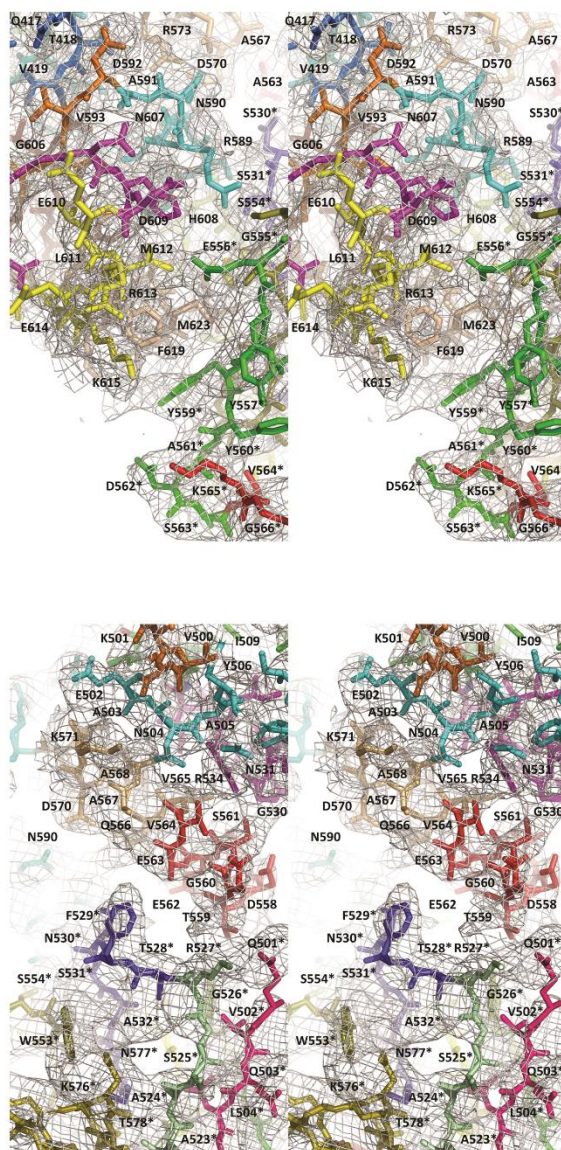 Q417 R573 A567
T418
V419 D592 D570 A563
A591
N590 S530*
V593 N607
G606 R589
S531*
S554*
E610 H608
D609 G555*
M612 E556*
L611
R613
E614 M623
F619
K615
Y557*
Y559*
A561* Y560*
V564*
D562* K565*
S563* G566*
Q417 R573 A567
T418
V419 D592 D570 A563
A591
N590 S530*
V593 N607
G606 R589
S531*
S554*
E610 H608
D609 G555*
M612 E556*
L611
R613
E614 M623
F619
K615
Y557*
Y559*
A561* Y560*
V564*
D562* K565*
S563* G566*
K501 V500 I509
Y506
E502
A503 A505
N504
K571 N531
A568 V565 R534*
D570 A567 S561 G530
Q566 V564
N590 E563
G560
E562 D558
F529* T559
N530* T528* R527* Q501*
S531*
S554* G526*
V502*
A532*
W553* N577* S525*
Q503*
K576* A524* L504*
T578* A523*
K501 V500 I509
Y506
E502
A503 A505
N504
K571 N531
A568 V565 R534*
D570 A567 S561 G530
Q566 V564
N590 E563
G560
E562 D558
F529* T559
N530* T528* R527* Q501*
S531*
S554* G526*
V502*
A532*
W553* N577* S525*
Q503*
K576* A524* L504*
T578* A523*